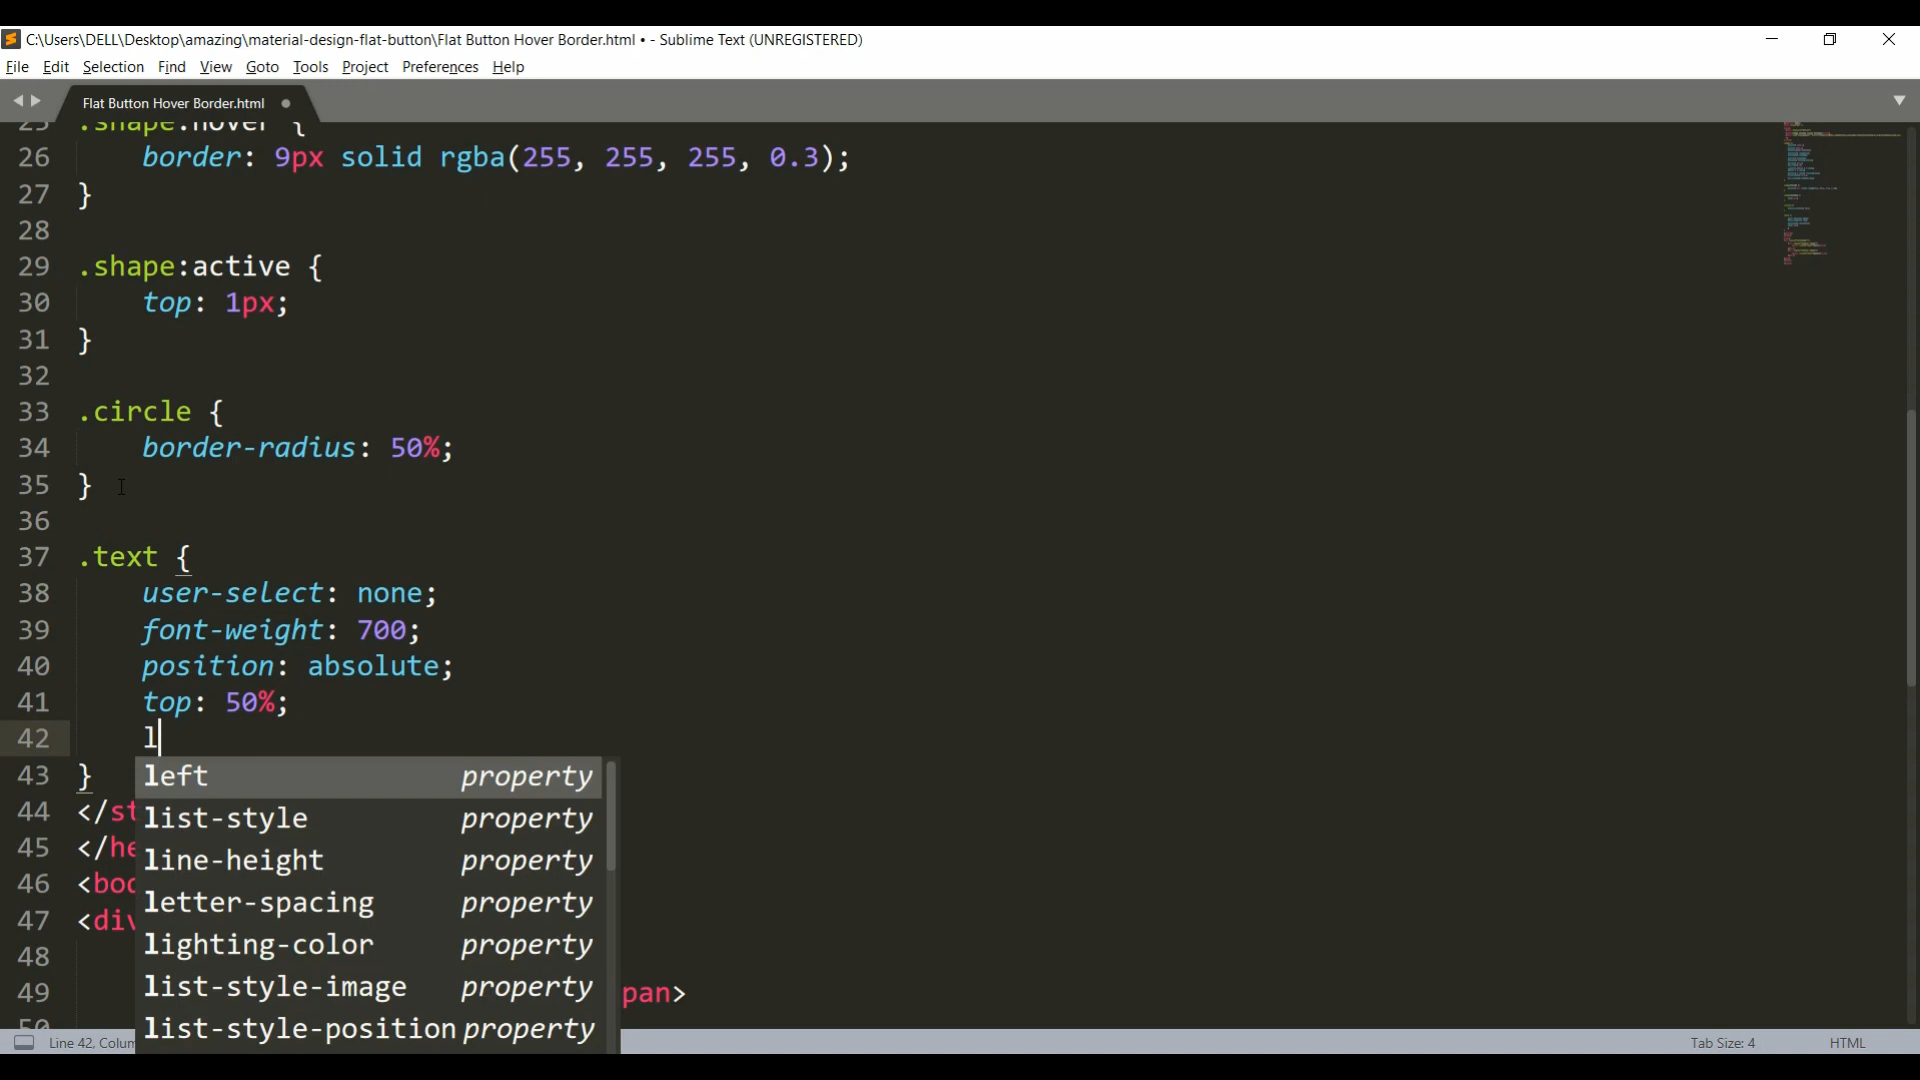 C:\Users\DELL\Desktop\amazing\material-design-flat-button\Flat Button Hover Border.html • - Sublime Text (UNREGISTERED)
File Edit Selection Find View Goto Tools Project Preferences Help
Flat Button Hover Border.html
25 .shape:hover {
26 border: 9px solid rgba(255, 255, 255, 0.3);
27 }
28
29 .shape:active {
30 top: 1px;
31 }
32
33 .circle {
34 border-radius: 50%;
35 }
36
37 .text {
38 user-select: none;
39 font-weight: 700;
40 position: absolute;
41 top: 50%;
42 l
43 } left property
44 </st list-style property
45 </he line-height property
46 <bod letter-spacing property
47 <div lighting-color property
48 list-style-image property
49 pan>
50 list-style-position property
Line 42, Colum Tab Size: 4 HTML